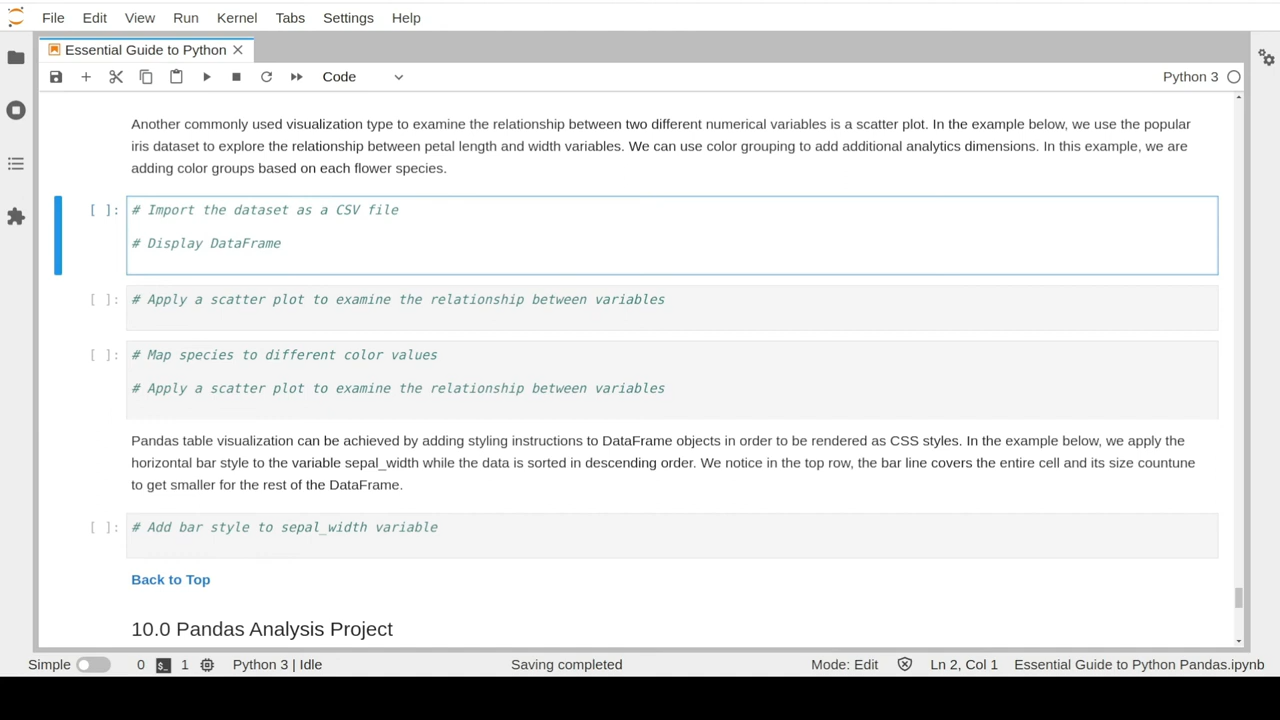 File Edit View Run Kernel Tabs Settings Help
Essential Guide to Python
Code Python 3
Another commonly used visualization type to examine the relationship between two different numerical variables is a scatter plot. In the example below, we use the popular
iris dataset to explore the relationship between petal length and width variables. We can use color grouping to add additional analytics dimensions. In this example, we are
adding color groups based on each flower species.
[ ]: # Import the dataset as a CSV file
# Display DataFrame
[ ]: # Apply a scatter plot to examine the relationship between variables
[ ]: # Map species to different color values
# Apply a scatter plot to examine the relationship between variables
Pandas table visualization can be achieved by adding styling instructions to DataFrame objects in order to be rendered as CSS styles. In the example below, we apply the
horizontal bar style to the variable sepal_width while the data is sorted in descending order. We notice in the top row, the bar line covers the entire cell and its size countune
to get smaller for the rest of the DataFrame.
[ ]: # Add bar style to sepal_width variable
Back to Top
10.0 Pandas Analysis Project
Simple 0 $_ 1 Python 3 | Idle Saving completed Mode: Edit Ln 2, Col 1 Essential Guide to Python Pandas.ipynb